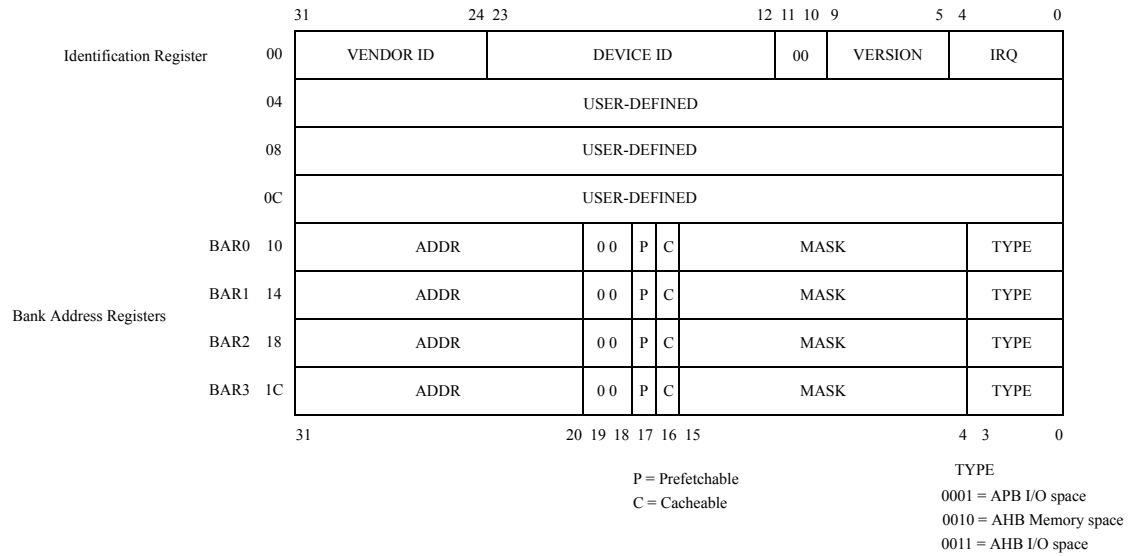 31 24 23 12 11 10 9 5 4 0
Identification Register 00 VENDOR ID DEVICE ID 00 VERSION IRQ
04 USER-DEFINED
08 USER-DEFINED
0C USER-DEFINED
BAR0 10 ADDR 0 0 P C MASK TYPE
BAR1 14 ADDR 0 0 P C MASK TYPE
Bank Address Registers
BAR2 18 ADDR 0 0 P C MASK TYPE
BAR3 1C ADDR 0 0 P C MASK TYPE
31 20 19 18 17 16 15 4 3 0
P = Prefetchable
C = Cacheable
TYPE
0001 = APB I/O space
0010 = AHB Memory space
0011 = AHB I/O space